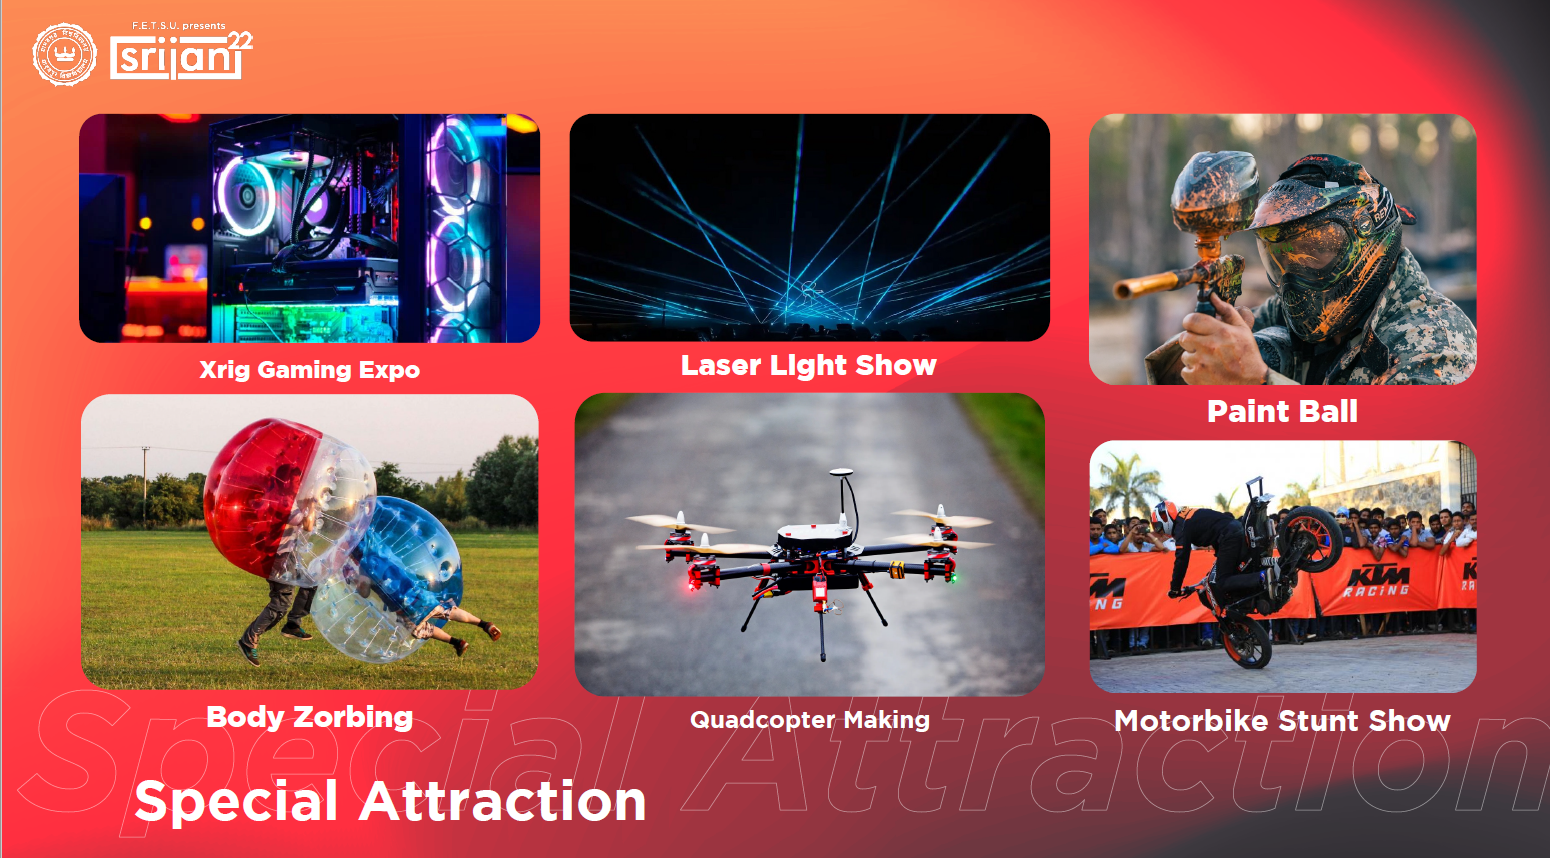 F.E.T.S.U. presents
srijan 22
Xrig Gaming Expo
Laser LIght Show
HONDA
Paint Ball
KTM
RACING
Body Zorbing
Quadcopter Making
Motorbike Stunt Show
Special Attraction
Special Attraction